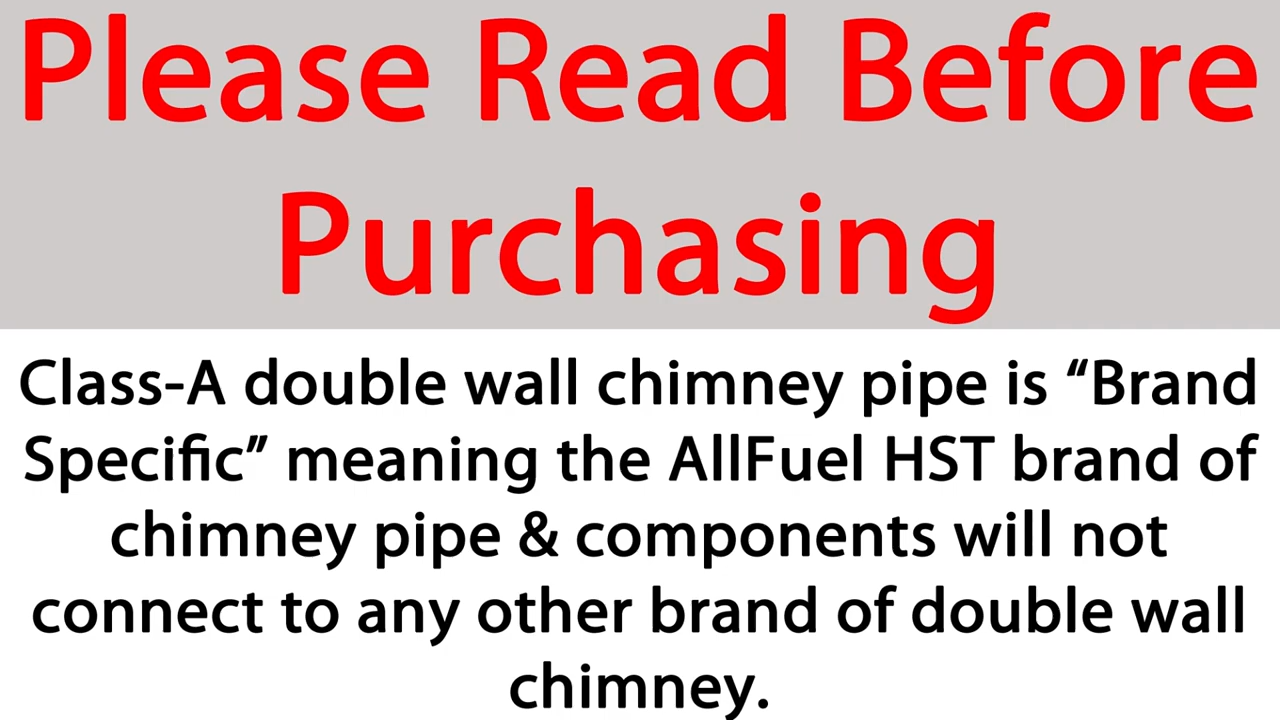 Please Read Before
Purchasing
Class-A double wall chimney pipe is “Brand
Specific” meaning the AllFuel HST brand of
chimney pipe & components will not
connect to any other brand of double wall
chimney.